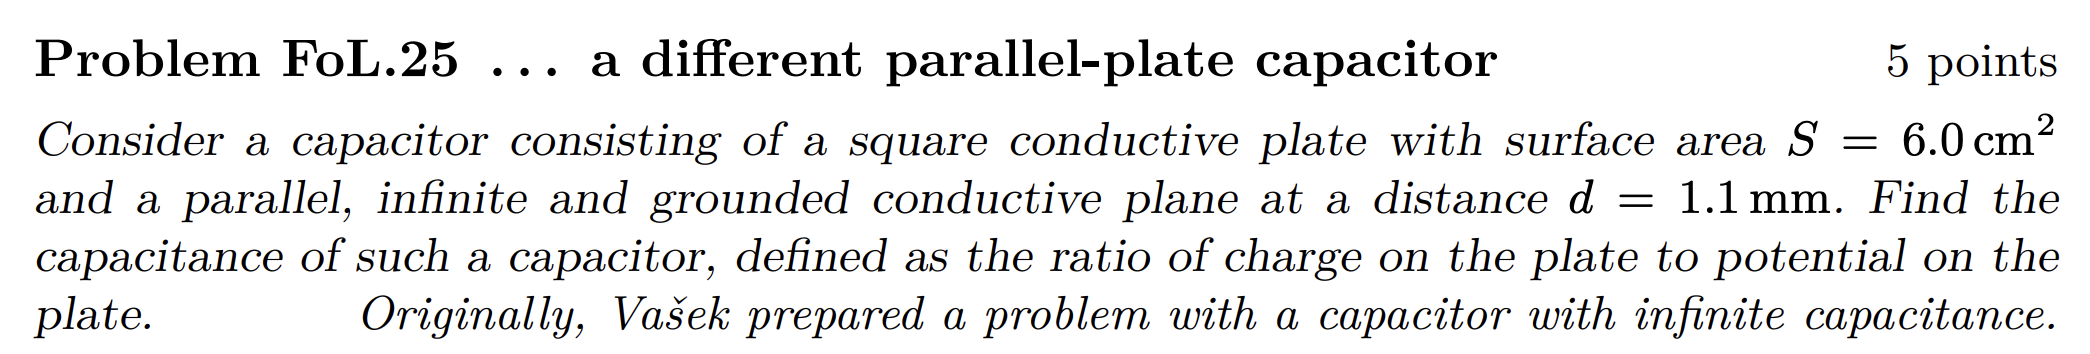 Problem FoL.25 ... a different parallel-plate capacitor 5 points
Consider a capacitor consisting of a square conductive plate with surface area S = 6.0 cm²
and a parallel, infinite and grounded conductive plane at a distance d = 1.1 mm. Find the
capacitance of such a capacitor, defined as the ratio of charge on the plate to potential on the
plate. Originally, Vašek prepared a problem with a capacitor with infinite capacitance.